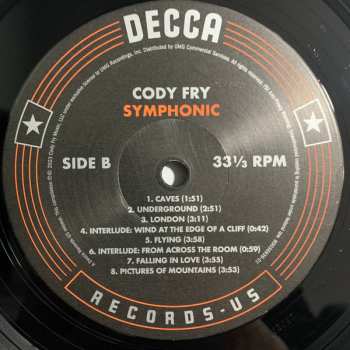 DECCA
CODY FRY
SYMPHONIC
SIDE B
33⅓ RPM
1. CAVES (1:51)
2. UNDERGROUND (2:51)
3. LONDON (3:11)
4. INTERLUDE: WIND AT THE EDGE OF A CLIFF (0:42)
5. FLYING (3:58)
6. INTERLUDE: FROM ACROSS THE ROOM (0:59)
7. FALLING IN LOVE (3:55)
8. PICTURES OF MOUNTAINS (3:53)
RECORDS-US